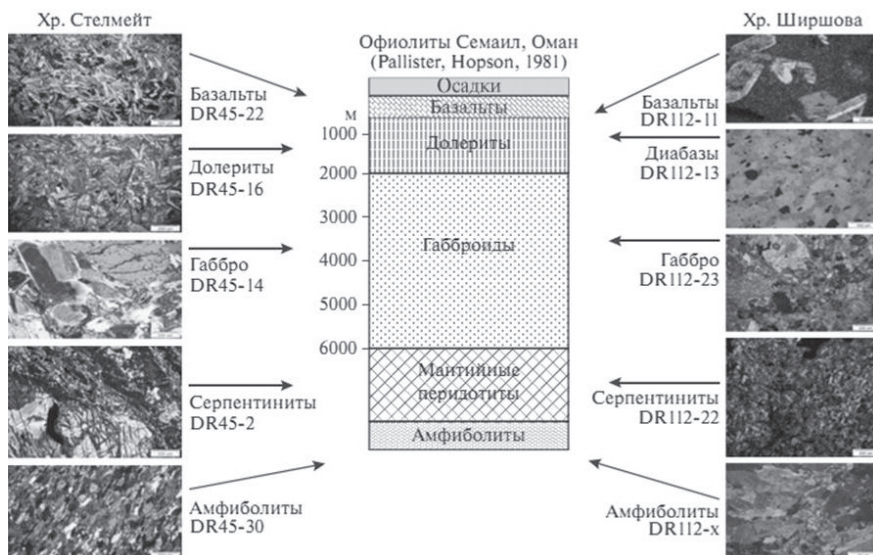 Хр. Стелмейт
Базальты
DR45-22
Долериты
DR45-16
Габбро
DR45-14
Серпентиниты
DR45-2
Амфиболиты
DR45-30
Офиолиты Семаил, Оман
(Pallister, Hopson, 1981)
м
1000
2000
3000
4000
5000
6000
Осадки
Базальты
Долериты
Габброиды
Мантийные
перидотиты
Амфиболиты
Хр. Ширшова
Базальты
DR112-11
Диабазы
DR112-13
Габбро
DR112-23
Серпентиниты
DR112-22
Амфиболиты
DR112-x